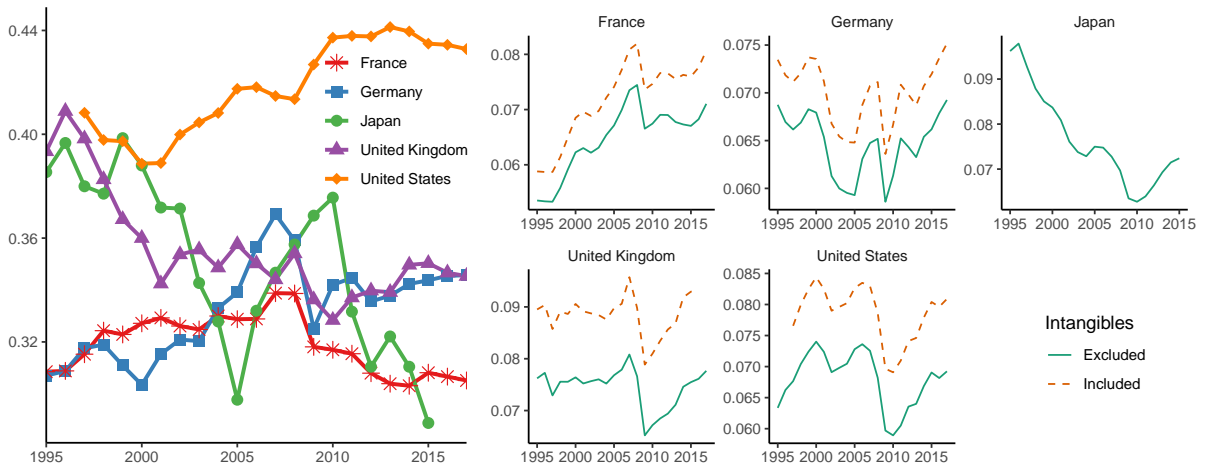 0.44
0.40
0.36
0.32
1995
2000
2005
2010
2015
France
Germany
Japan
United Kingdom
United States
France
0.08
0.07
0.06
1995 2000 2005 2010 2015
Germany
0.075
0.070
0.065
0.060
1995 2000 2005 2010 2015
Japan
0.09
0.07
1995 2000 2005 2010 2015
United Kingdom
0.09
0.08
0.07
1995 2000 2005 2010 2015
United States
0.085
0.080
0.075
0.070
0.065
0.060
1995 2000 2005 2010 2015
Intangibles
Excluded
Included